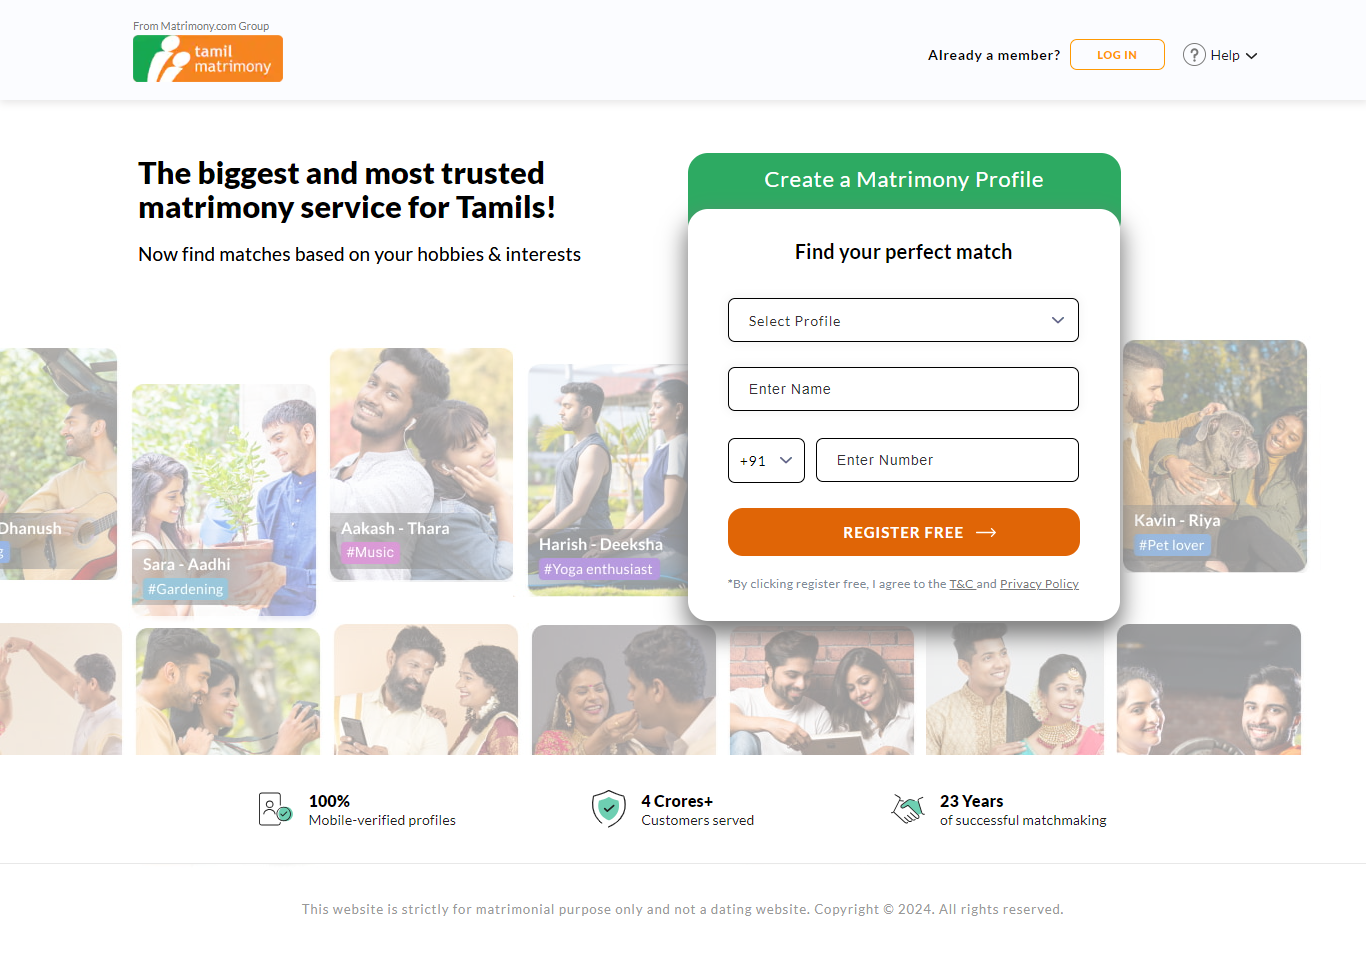 From Matrimony.com Group
tamil
matrimony
Already a member?
LOG IN
? Help
The biggest and most trusted
matrimony service for Tamils!
Now find matches based on your hobbies & interests
Create a Matrimony Profile
Find your perfect match
Select Profile
Enter Name
+91
Enter Number
REGISTER FREE
*By clicking register free, I agree to the T&C and Privacy Policy
Dhanush
Sara - Aadhi
#Gardening
Aakash - Thara
#Music
Harish - Deeksha
#Yoga enthusiast
Kavin - Riya
#Pet lover
100%
Mobile-verified profiles
4 Crores+
Customers served
23 Years
of successful matchmaking
This website is strictly for matrimonial purpose only and not a dating website. Copyright © 2024. All rights reserved.